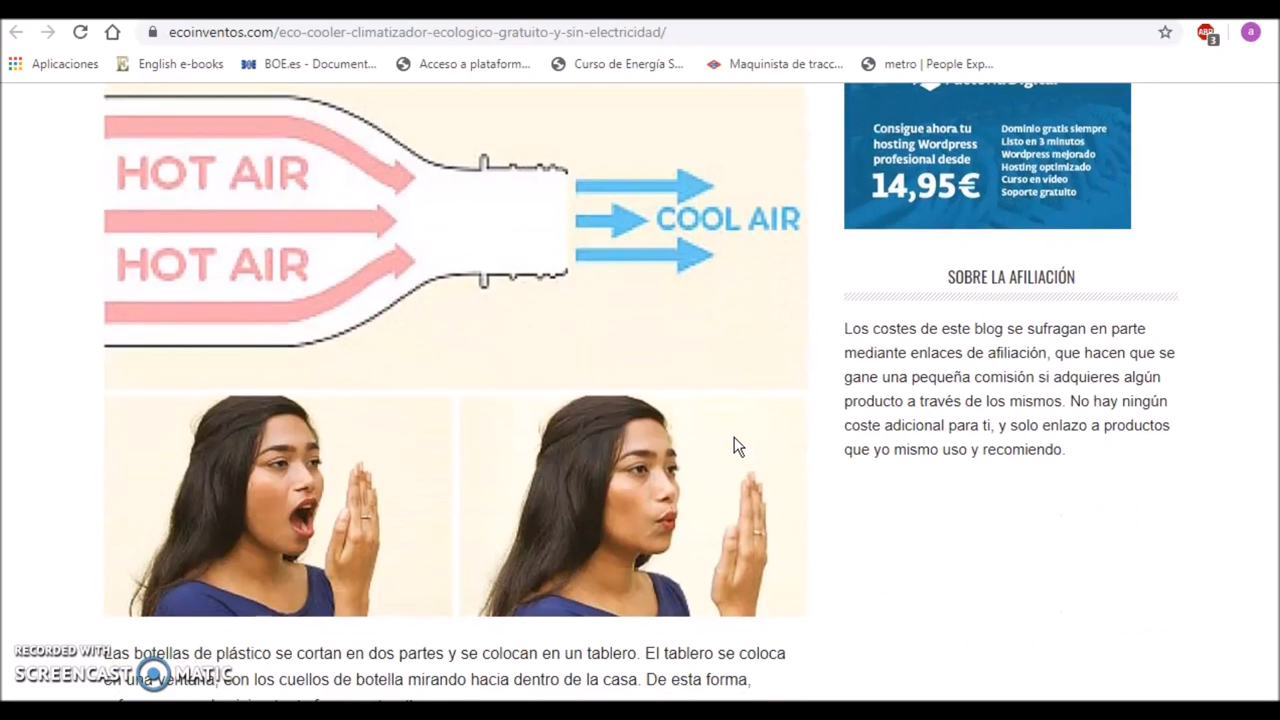 ecoinventos.com/eco-cooler-climatizador-ecologico-gratuito-y-sin-electricidad/
ABP
3
a
Aplicaciones
English e-books
BOE.es - Document...
Acceso a plataform...
Curso de Energía S...
Maquinista de tracc...
metro | People Exp...
HOT AIR
HOT AIR
COOL AIR
Consigue ahora tu
hosting Wordpress
profesional desde
14,95€
Dominio gratis siempre
Listo en 3 minutos
Wordpress mejorado
Hosting optimizado
Curso en vídeo
Soporte gratuito
SOBRE LA AFILIACIÓN
Los costes de este blog se sufragan en parte
mediante enlaces de afiliación, que hacen que se
gane una pequeña comisión si adquieres algún
producto a través de los mismos. No hay ningún
coste adicional para ti, y solo enlazo a productos
que yo mismo uso y recomiendo.
Las botellas de plástico se cortan en dos partes y se colocan en un tablero. El tablero se coloca
en una ventana, con los cuellos de botella mirando hacia dentro de la casa. De esta forma,
RECORDED WITH
SCREENCAST MATIC